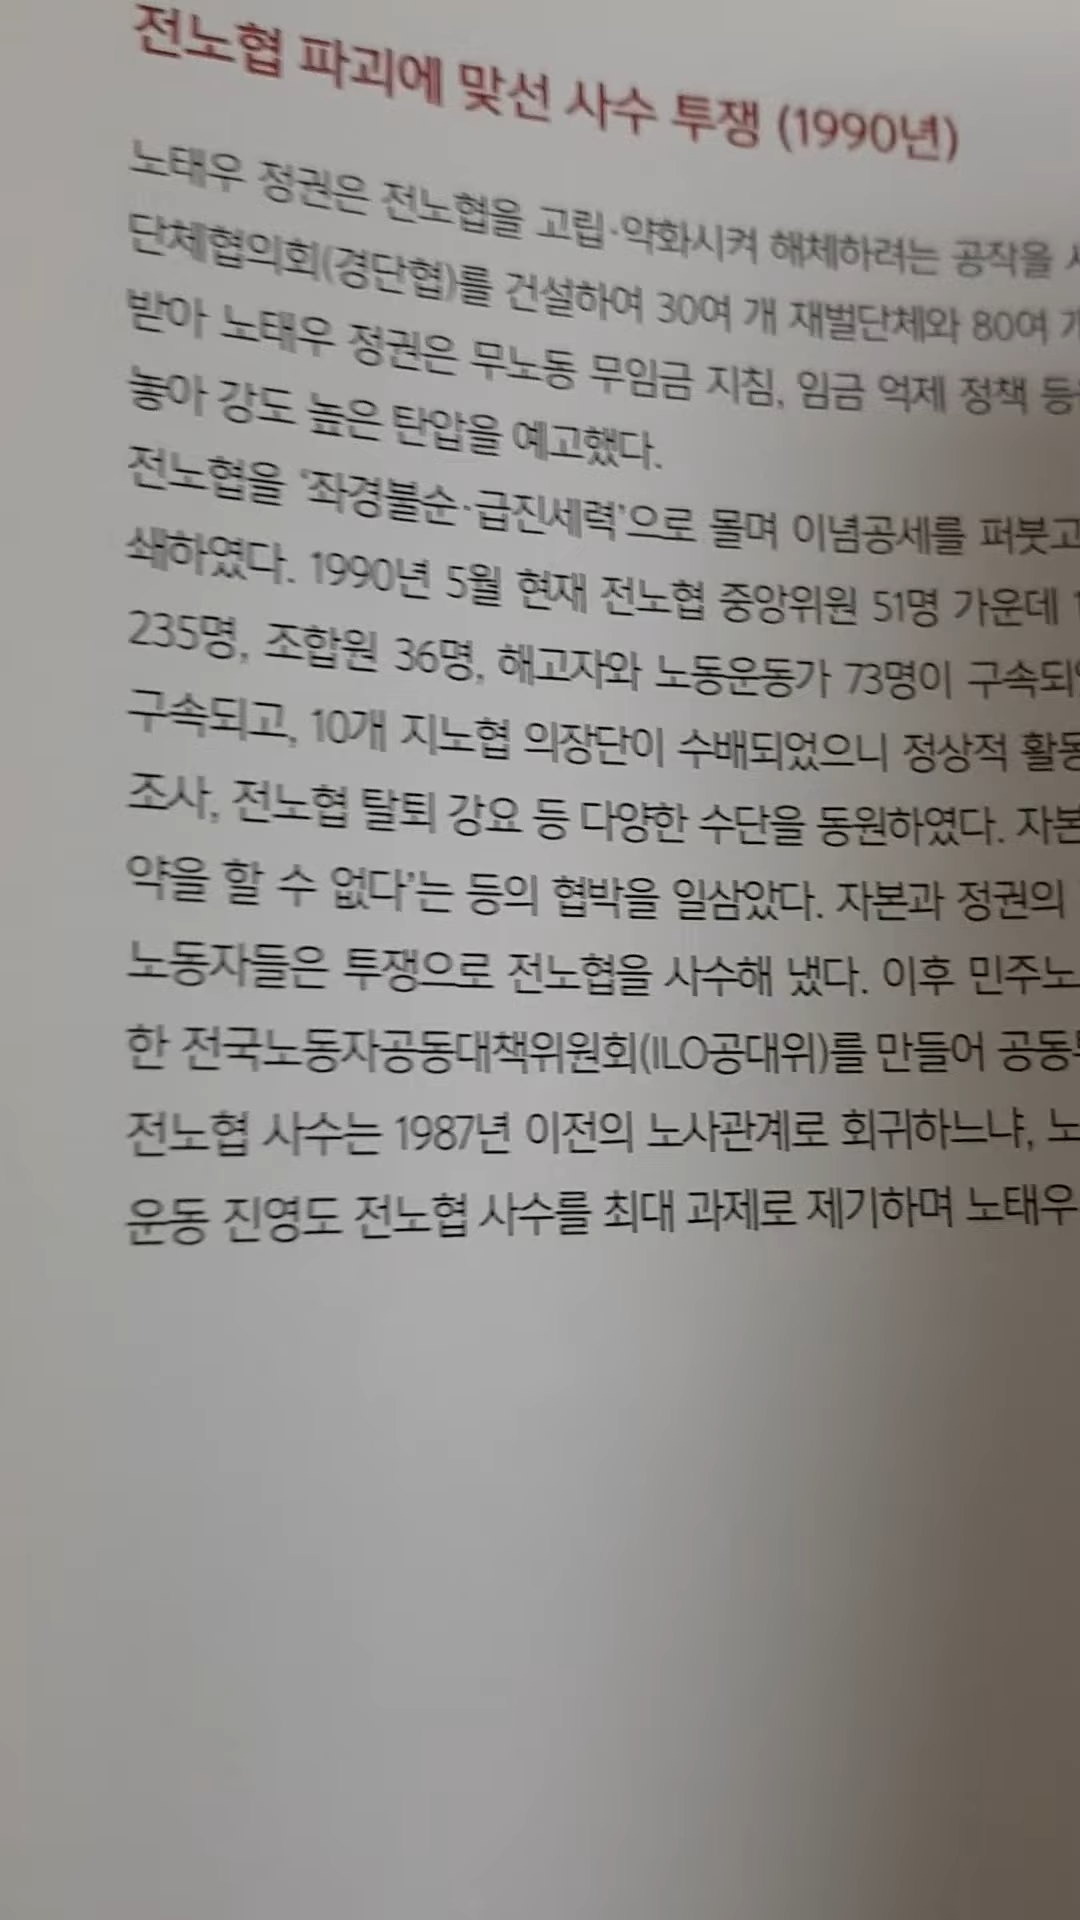 전노협 파괴에 맞선 사수 투쟁 (1990년)
노태우 정권은 전노협을 고립·약화시켜 해체하려는 공작을
단체협의회(경단협)를 건설하여 30여 개 재벌단체와 80여
받아 노태우 정권은 무노동 무임금 지침, 임금 억제 정책 등
놓아 강도 높은 탄압을 예고했다.
전노협을 ‘좌경불순·급진세력’으로 몰며 이념공세를 퍼붓고
쇄하였다. 1990년 5월 현재 전노협 중앙위원 51명 가운데
235명, 조합원 36명, 해고자와 노동운동가 73명이 구속되
구속되고, 10개 지노협 의장단이 수배되었으니 정상적 활동
조사, 전노협 탈퇴 강요 등 다양한 수단을 동원하였다. 자본
약을 할 수 없다’는 등의 협박을 일삼았다. 자본과 정권의
노동자들은 투쟁으로 전노협을 사수해 냈다. 이후 민주노
한 전국노동자공동대책위원회(ILO공대위)를 만들어 공동
전노협 사수는 1987년 이전의 노사관계로 회귀하느냐, 노
운동 진영도 전노협 사수를 최대 과제로 제기하며 노태우